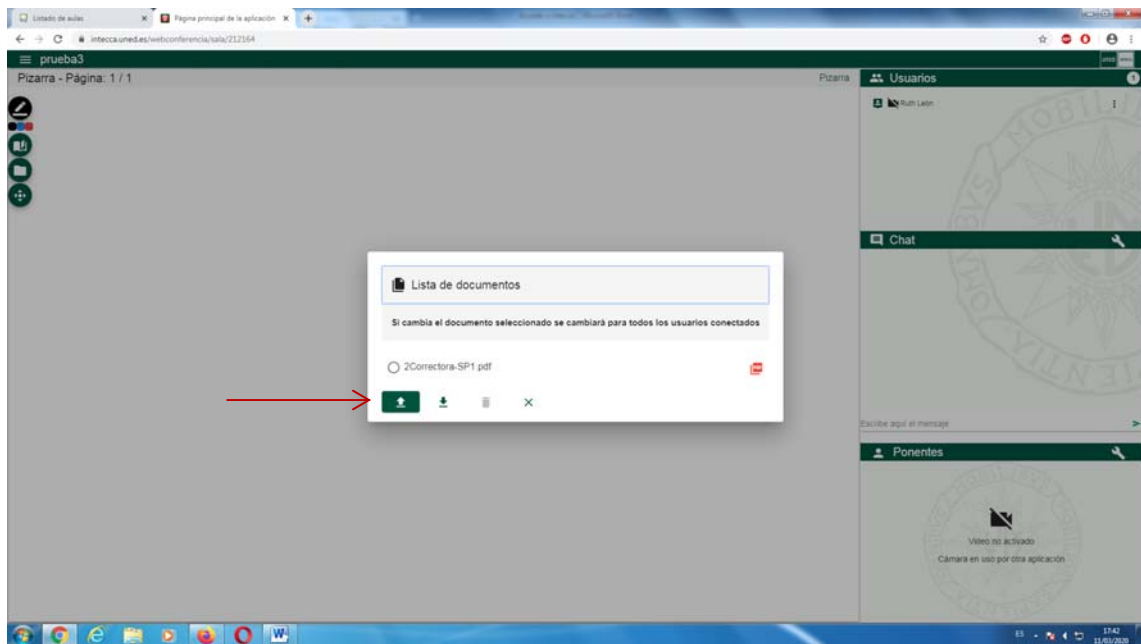 Listado de aulas
Página principal de la aplicación
intecca.uned.es/webconferencia/sala/212164
prueba3
Pizarra - Página: 1 / 1
Pizarra
Usuarios
1
Ruth León
Chat
Lista de documentos
Si cambia el documento seleccionado se cambiará para todos los usuarios conectados
2Correctora-SP1.pdf
Escribe aquí el mensaje
Ponentes
Video no activado
Cámara en uso por otra aplicación
ES
17:42
11/03/2020